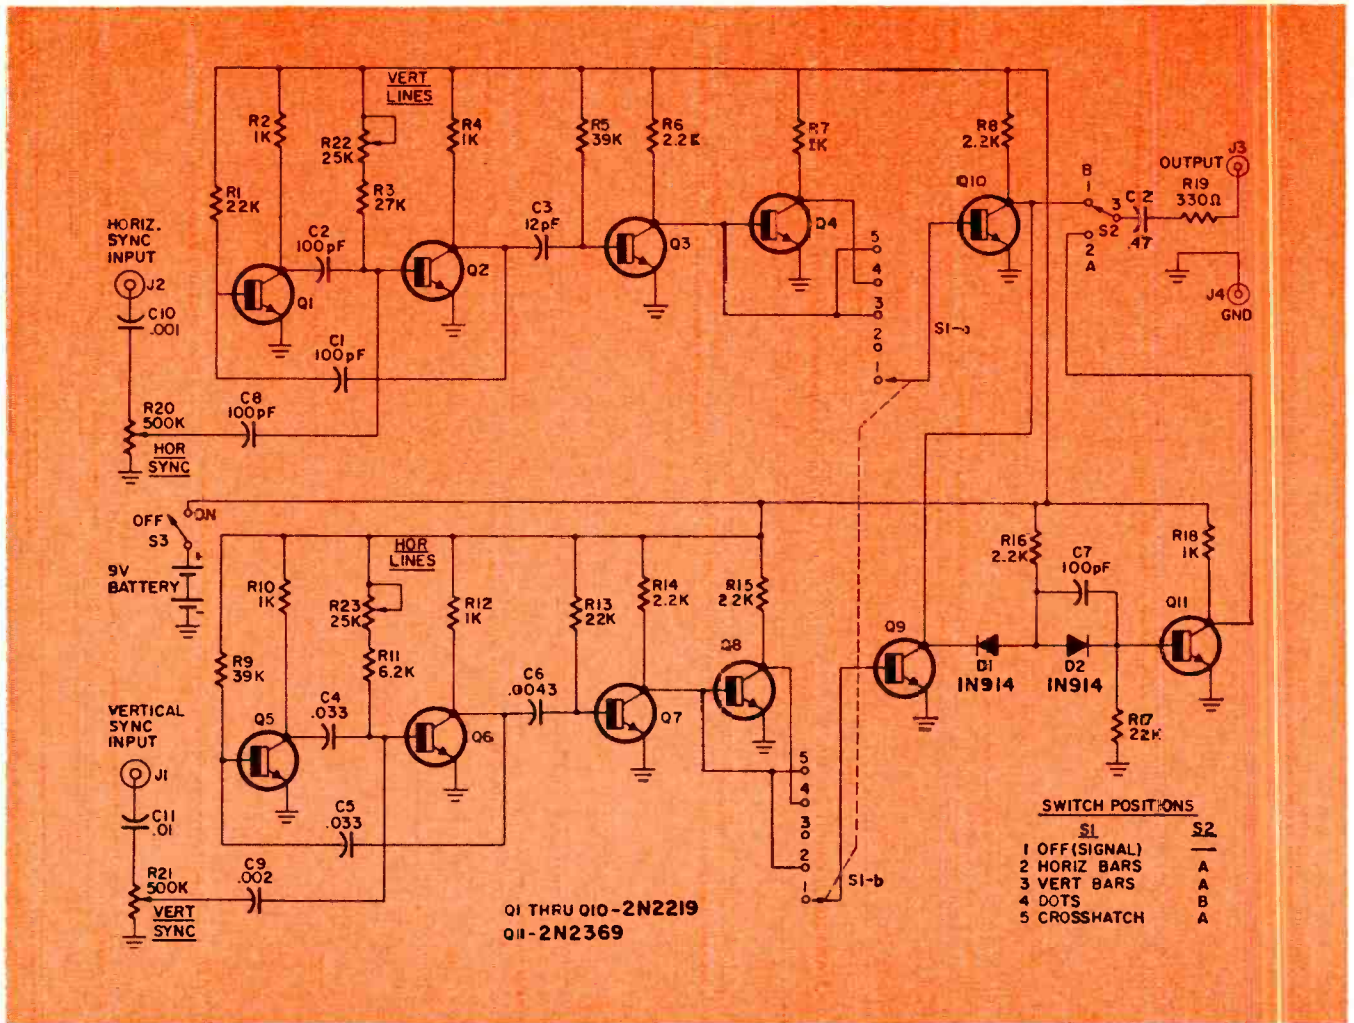 VERT
LINES
R2
1K
R22
25K
R4
1K
R5
39K
R6
2.2K
R7
1K
R8
2.2K
R1
22K
R3
27K
HORIZ.
SYNC
INPUT
J2
C10
.001
C2
100pF
Q1
Q2
C3
12pF
Q3
Q4
Q10
OUTPUT
J3
R19
330Ω
B
1
3
S2
2
A
.47
J4
GND
5
4
3
2
1
C1
100pF
C8
100pF
R20
500K
HOR
SYNC
OFF
ON
S3
9V
BATTERY
+
-
HOR
LINES
R10
1K
R23
25K
R12
1K
R13
22K
R14
2.2K
R15
2.2K
R16
2.2K
C7
100pF
R18
1K
Q11
R9
39K
R11
6.2K
Q5
C4
.033
Q6
C6
.0043
Q7
Q8
Q9
D1
1N914
D2
1N914
R17
22K
VERTICAL
SYNC
INPUT
J1
C11
.01
C5
.033
C9
.002
R21
500K
VERT
SYNC
5
4
3
2
1
S1-b
Q1 THRU Q10-2N2219
Q11-2N2369
SWITCH POSITIONS
S1 S2
1 OFF (SIGNAL) —
2 HORIZ BARS A
3 VERT BARS A
4 DOTS B
5 CROSSHATCH A